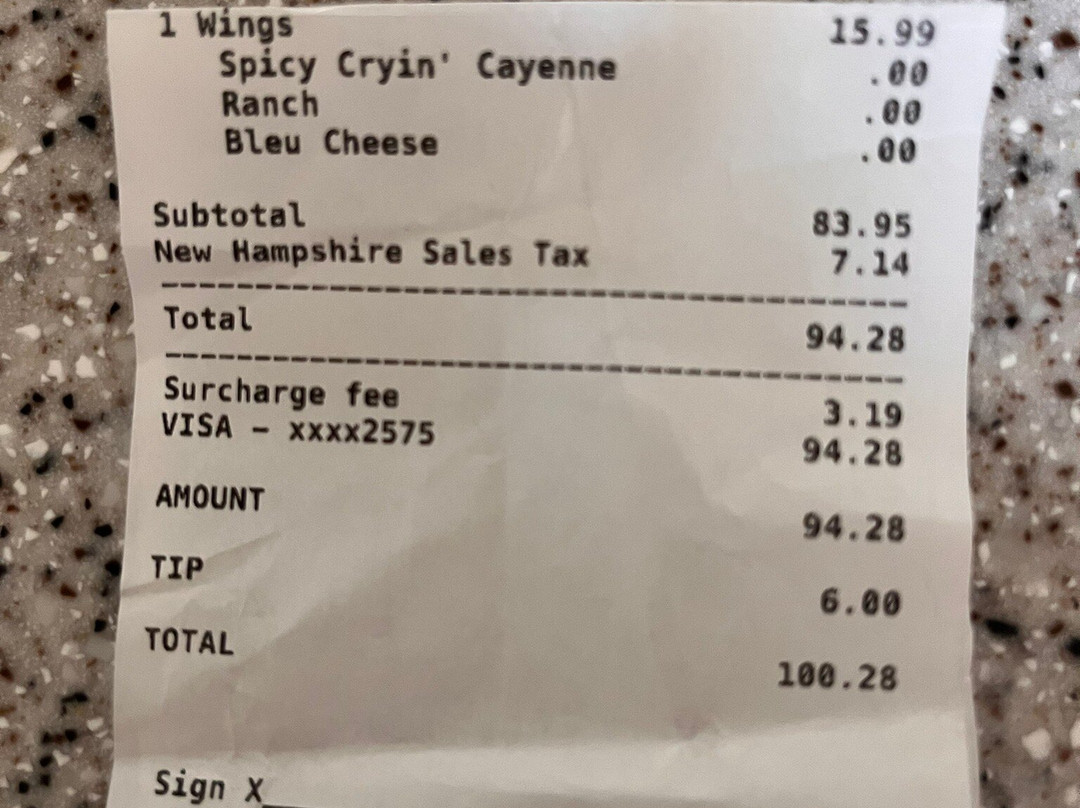 1 Wings 15.99
Spicy Cryin' Cayenne .00
Ranch .00
Bleu Cheese .00
Subtotal 83.95
New Hampshire Sales Tax 7.14
Total 94.28
Surcharge fee 3.19
VISA - xxxx2575 94.28
AMOUNT 94.28
TIP 6.00
TOTAL 100.28
Sign X